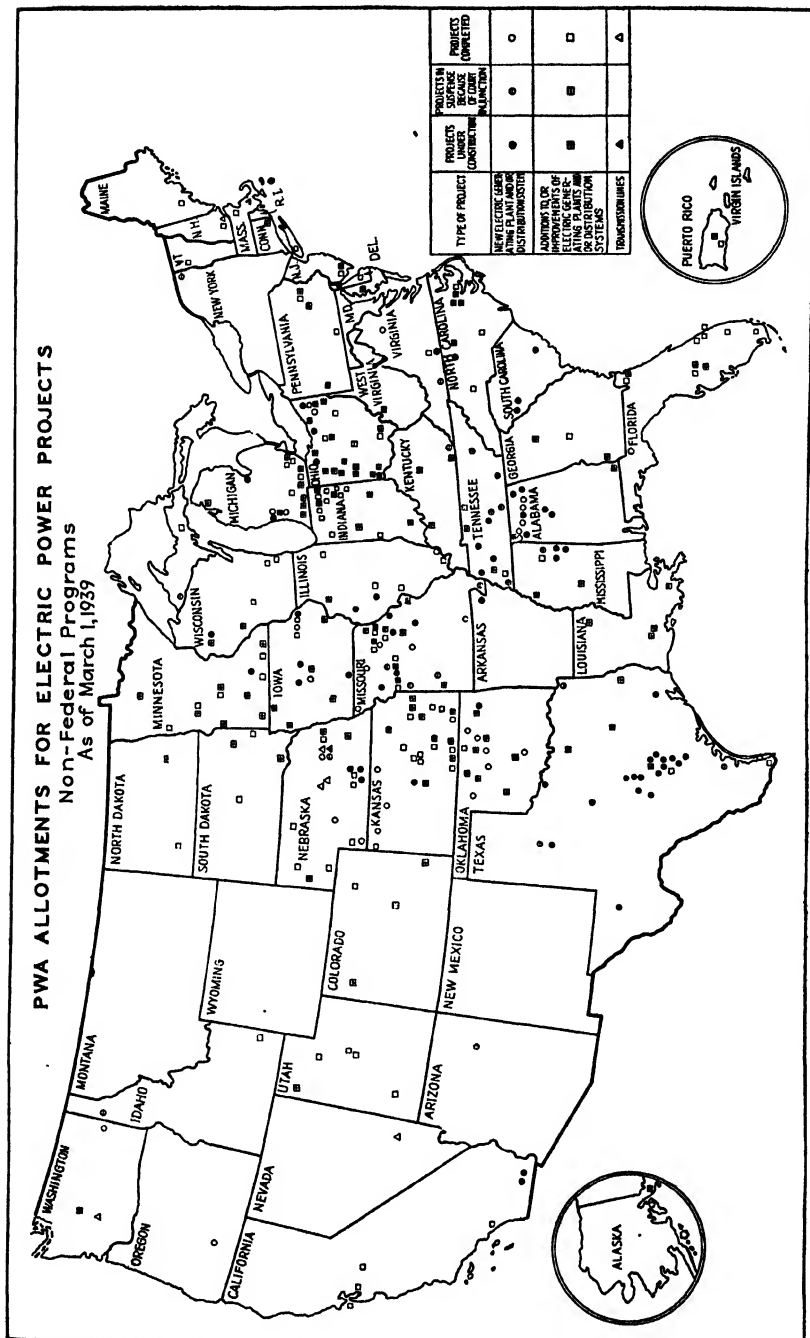 PWA ALLOTMENTS FOR ELECTRIC POWER PROJECTS
Non-Federal Programs
As of March 1, 1939
WASHINGTON
OREGON
CALIFORNIA
NEVADA
IDAHO
MONTANA
WYOMING
UTAH
ARIZONA
COLORADO
NEW MEXICO
NORTH DAKOTA
SOUTH DAKOTA
NEBRASKA
KANSAS
OKLAHOMA
TEXAS
MINNESOTA
IOWA
MISSOURI
ARKANSAS
LOUISIANA
WISCONSIN
ILLINOIS
MICHIGAN
INDIANA
OHIO
KENTUCKY
TENNESSEE
MISSISSIPPI
ALABAMA
GEORGIA
FLORIDA
SOUTH CAROLINA
NORTH CAROLINA
VIRGINIA
WEST
VIRGINIA
PENNSYLVANIA
NEW YORK
MD.
DEL.
N.J.
CONN.
R.I.
MASS.
VT.
N.H.
MAINE
ALASKA
PUERTO RICO
VIRGIN ISLANDS
TYPE OF PROJECT
PROJECTS
UNDER
CONSTRUCTION
PROJECTS IN
SUSPENSE
BECAUSE
OF COURT
INJUNCTION
PROJECTS
COMPLETED
NEW ELECTRIC GENER-
ATING PLANT AND/OR
DISTRIBUTION SYSTEM
ADDITIONS TO, OR
IMPROVEMENTS OF
ELECTRIC GENER-
ATING PLANTS AND
OR DISTRIBUTION
SYSTEMS
TRANSMISSION LINES